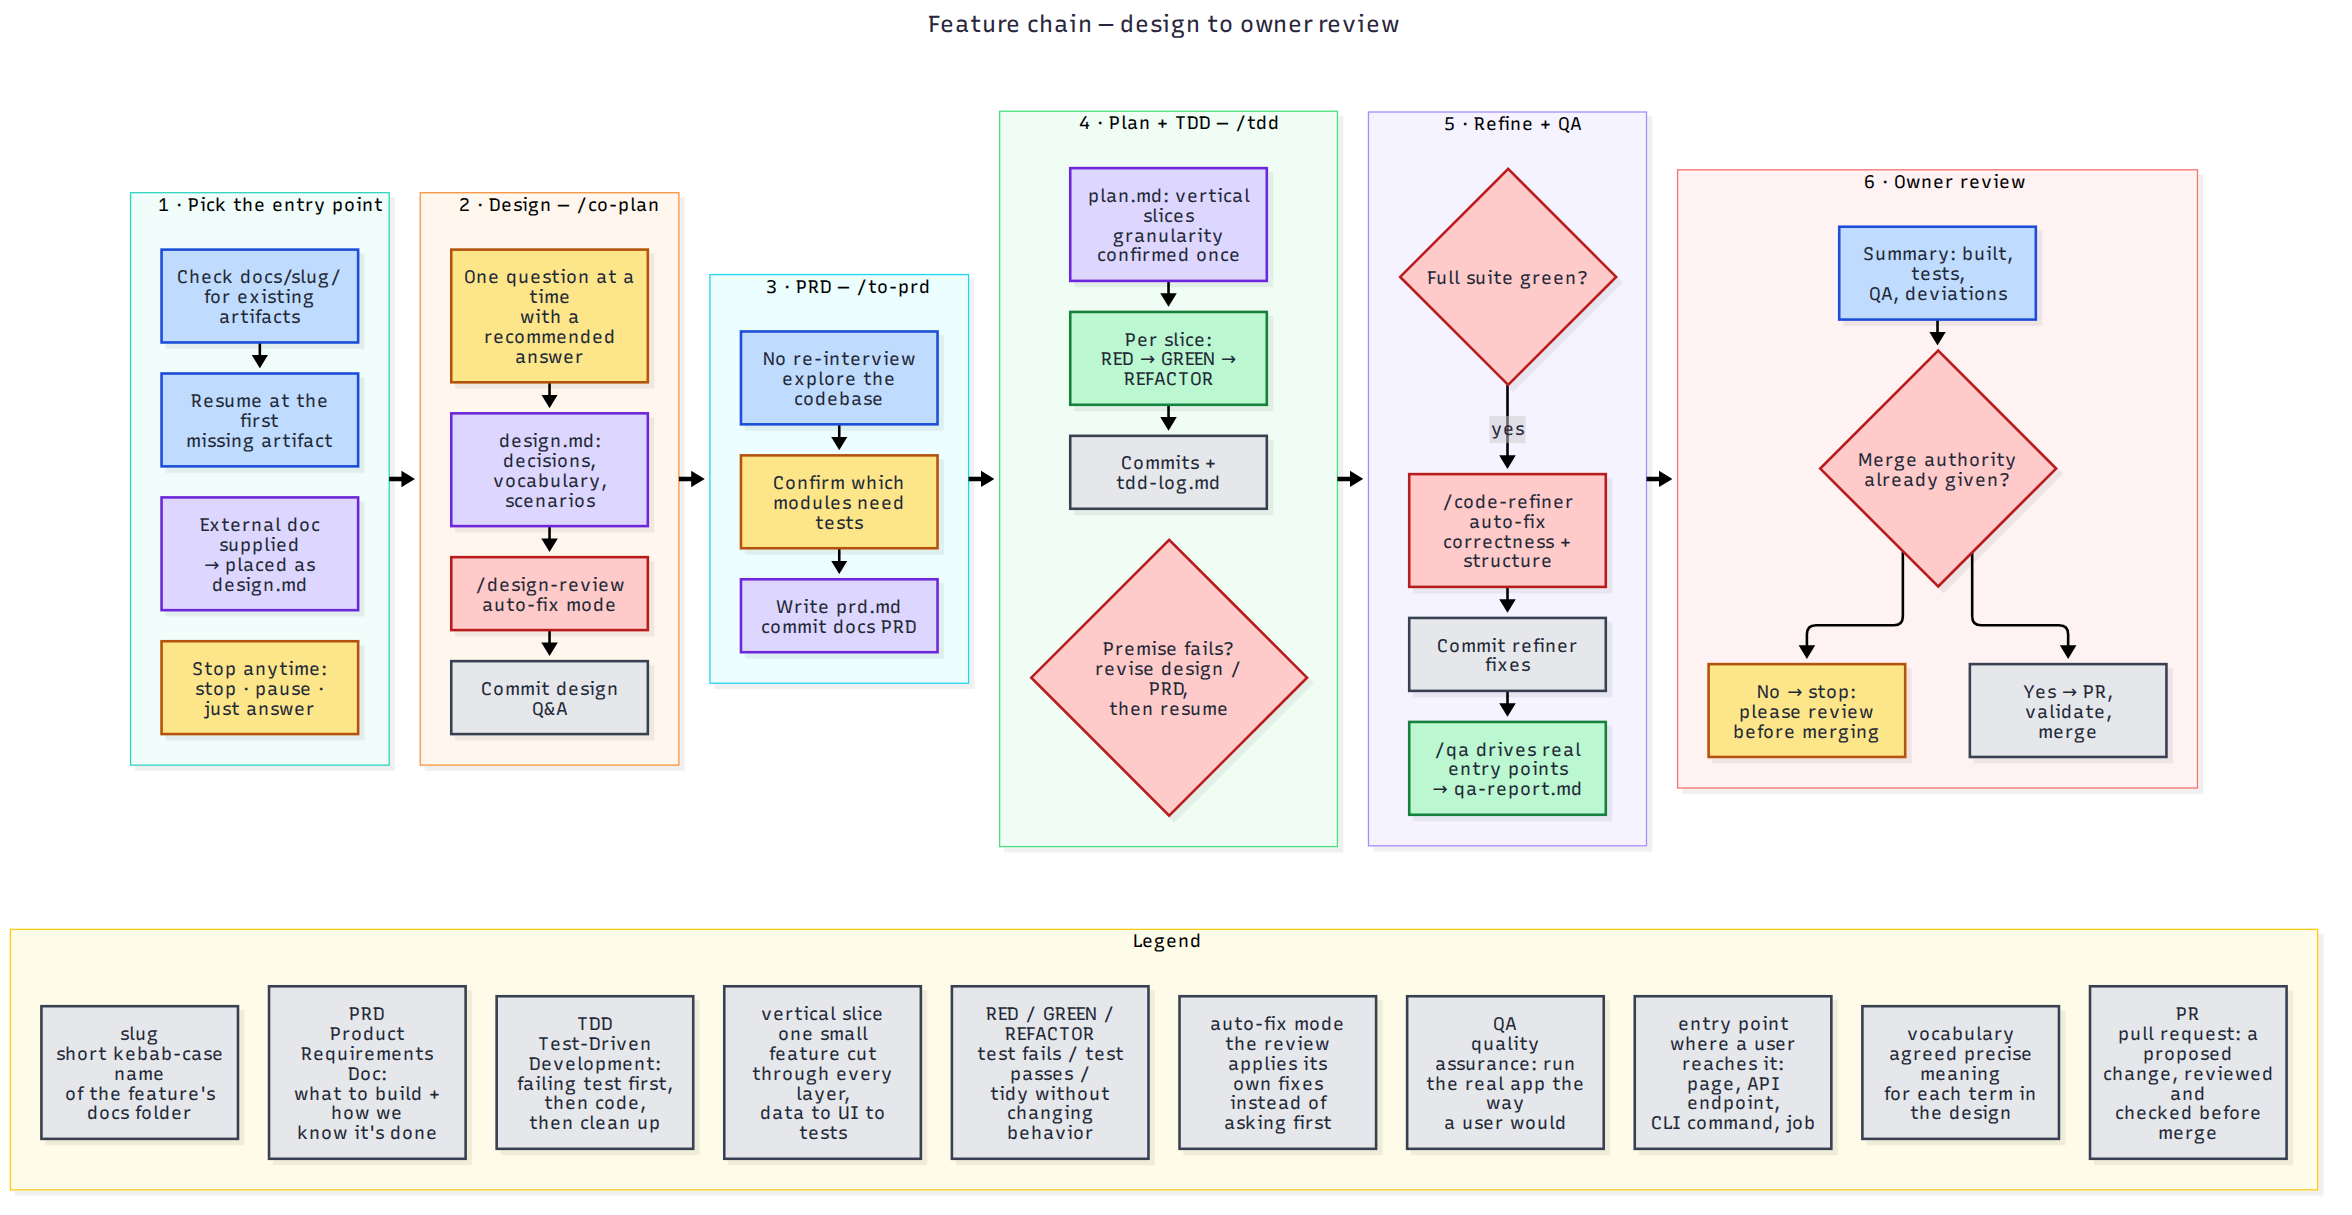 Feature chain — design to owner review
1 · Pick the entry point
Check docs/slug/
for existing
artifacts
Resume at the
first
missing artifact
External doc
supplied
→ placed as
design.md
Stop anytime:
stop · pause ·
just answer
2 · Design — /co-plan
One question at a
time
with a
recommended
answer
design.md:
decisions,
vocabulary,
scenarios
/design-review
auto-fix mode
Commit design
Q&A
3 · PRD — /to-prd
No re-interview
explore the
codebase
Confirm which
modules need
tests
Write prd.md
commit docs PRD
4 · Plan + TDD — /tdd
plan.md: vertical
slices
granularity
confirmed once
Per slice:
RED → GREEN →
REFACTOR
Commits +
tdd-log.md
Premise fails?
revise design /
PRD,
then resume
5 · Refine + QA
Full suite green?
yes
/code-refiner
auto-fix
correctness +
structure
Commit refiner
fixes
/qa drives real
entry points
→ qa-report.md
6 · Owner review
Summary: built,
tests,
QA, deviations
Merge authority
already given?
No → stop:
please review
before merging
Yes → PR,
validate,
merge
Legend
slug
short kebab-case
name
of the feature's
docs folder
PRD
Product
Requirements
Doc:
what to build +
how we
know it's done
TDD
Test-Driven
Development:
failing test first,
then code,
then clean up
vertical slice
one small
feature cut
through every
layer,
data to UI to
tests
RED / GREEN /
REFACTOR
test fails / test
passes /
tidy without
changing
behavior
auto-fix mode
the review
applies its
own fixes
instead of
asking first
QA
quality
assurance: run
the real app the
way
a user would
entry point
where a user
reaches it:
page, API
endpoint,
CLI command, job
vocabulary
agreed precise
meaning
for each term in
the design
PR
pull request: a
proposed
change, reviewed
and
checked before
merge